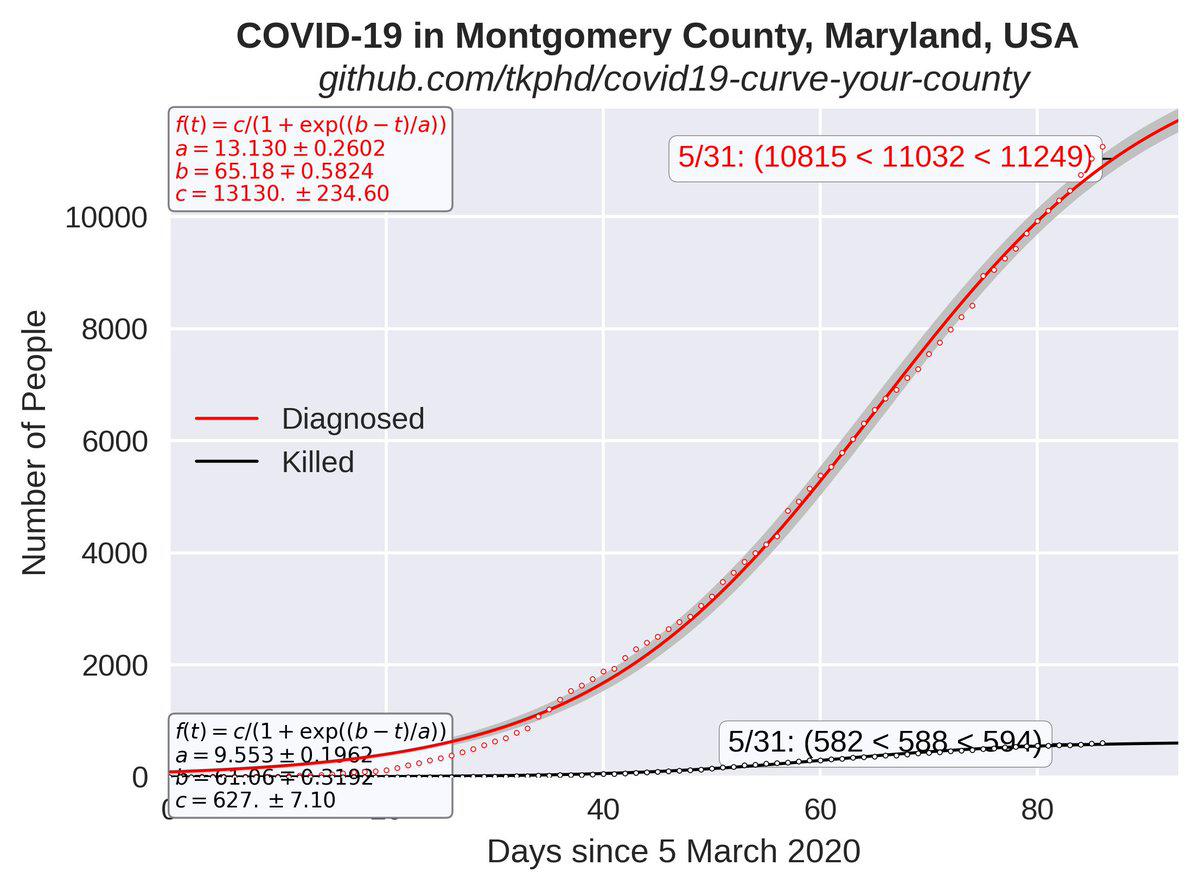 COVID-19 in Montgomery County, Maryland, USA
github.com/tkphd/covid19-curve-your-county
f(t) = c/(1 + exp((b − t)/a))
a = 13.130 ± 0.2602
b = 65.18 ∓ 0.5824
c = 13130. ± 234.60
5/31: (10815 < 11032 < 11249)
10000
8000
6000
4000
2000
0
Number of People
Diagnosed
Killed
f(t) = c/(1 + exp((b − t)/a))
a = 9.553 ± 0.1962
b = 61.06 ∓ 0.3192
c = 627. ± 7.10
5/31: (582 < 588 < 594)
40 60 80
Days since 5 March 2020